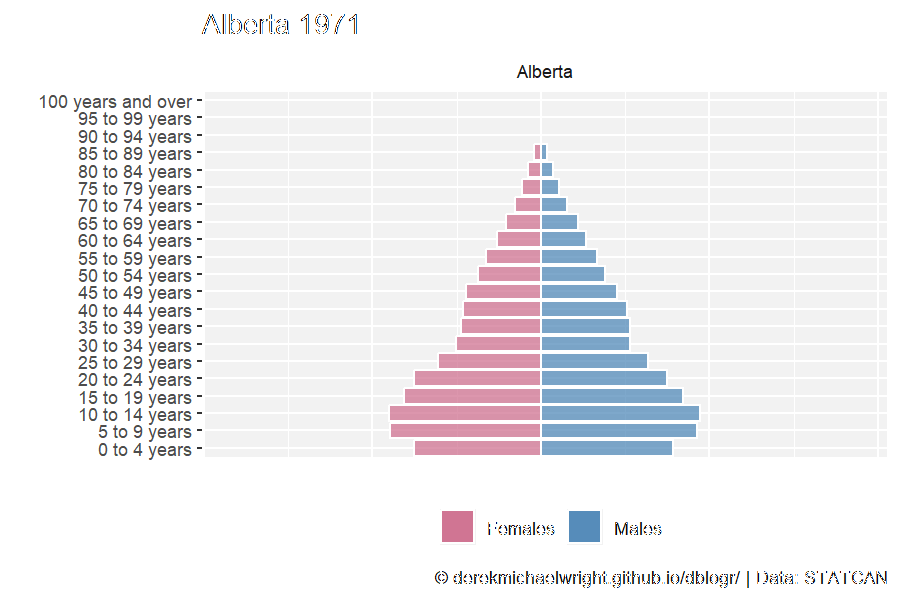 Alberta 1971
Alberta
100 years and over
95 to 99 years
90 to 94 years
85 to 89 years
80 to 84 years
75 to 79 years
70 to 74 years
65 to 69 years
60 to 64 years
55 to 59 years
50 to 54 years
45 to 49 years
40 to 44 years
35 to 39 years
30 to 34 years
25 to 29 years
20 to 24 years
15 to 19 years
10 to 14 years
5 to 9 years
0 to 4 years
Females Males
© derekmichaelwright.github.io/dblogr/ | Data: STATCAN